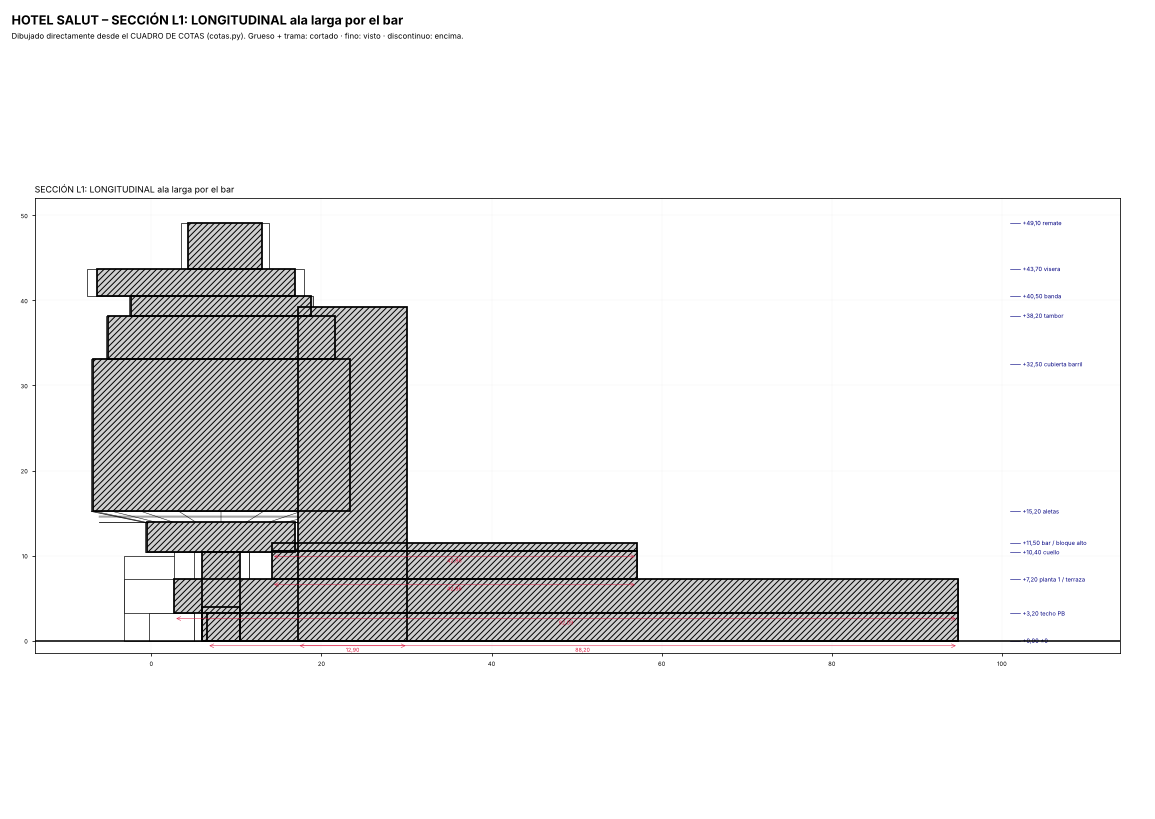 HOTEL SALUT – SECCIÓN L1: LONGITUDINAL ala larga por el bar
Dibujado directamente desde el CUADRO DE COTAS (cotas.py). Grueso + trama: cortado · fino: visto · discontinuo: encima.
SECCIÓN L1: LONGITUDINAL ala larga por el bar
50
+49,10 remate
+43,70 visera
40
+40,50 banda
+38,20 tambor
+32,50 cubierta barril
30
20
+15,20 aletas
+11,50 bar / bloque alto
10
+10,40 cuello
+7,20 planta 1 / terraza
+3,20 techo PB
0
12,90
88,20
0
20
40
60
80
100